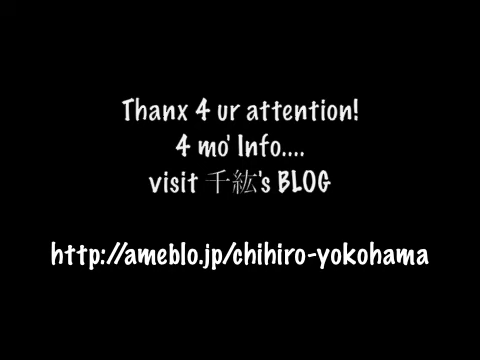 Thanx 4 ur attention!
4 mo' Info....
visit 千紘's BLOG
http://ameblo.jp/chihiro-yokohama